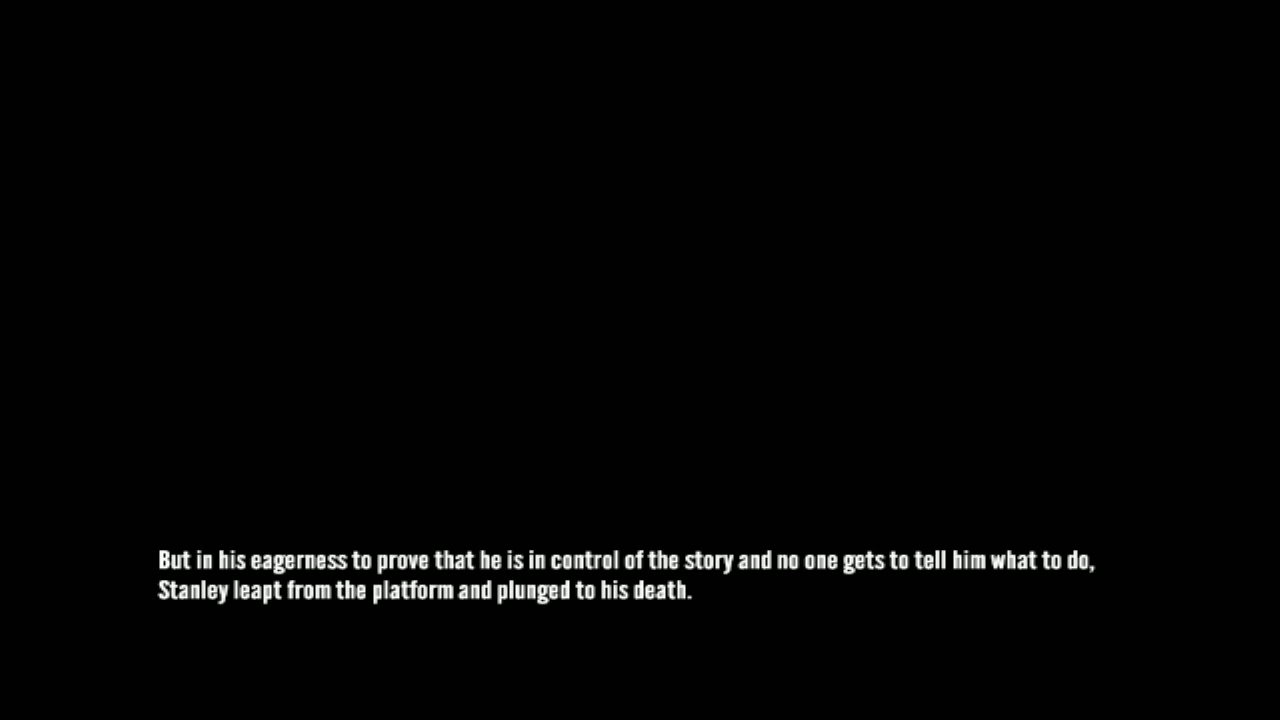 But in his eagerness to prove that he is in control of the story and no one gets to tell him what to do,
Stanley leapt from the platform and plunged to his death.